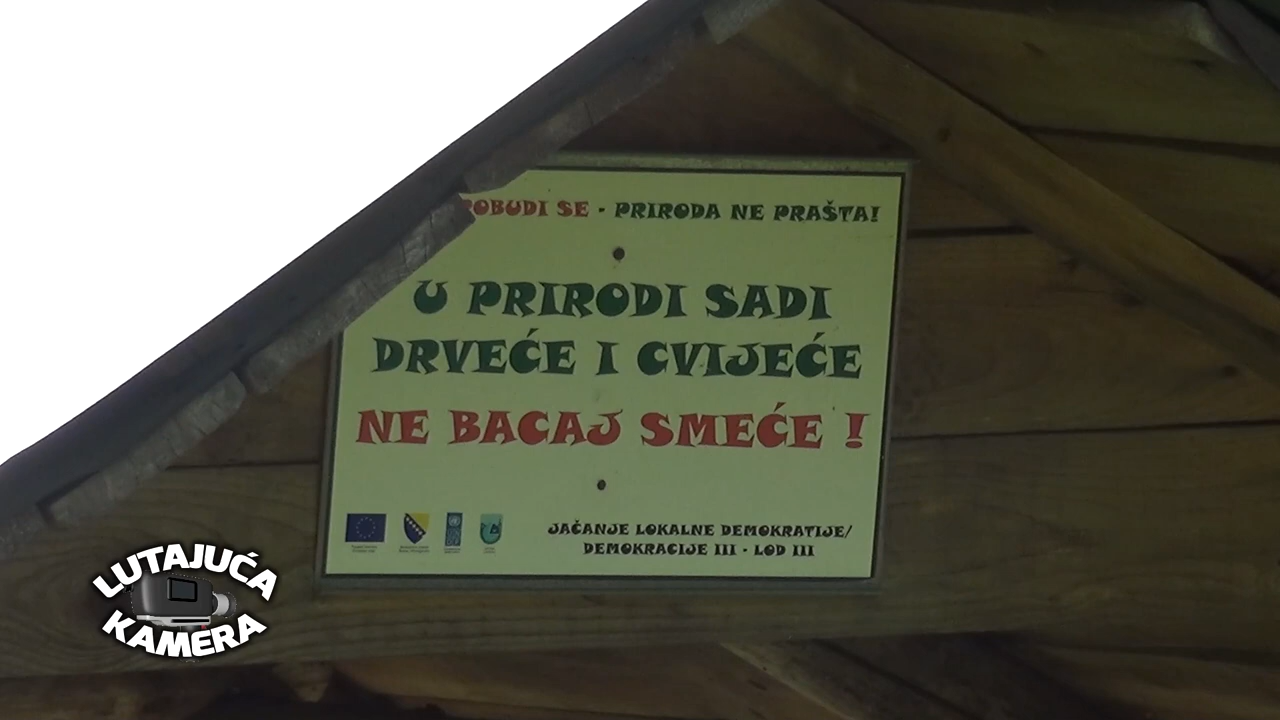 OBUDI SE - PRIRODA NE PRAŠTA!
U PRIRODI SADI
DRVEĆE I CVIJEĆE
NE BACAJ SMEĆE !
JAČANJE LOKALNE DEMOKRATIJE/
DEMOKRACIJE III - LOD III
LUTAJUĆA
KAMERA